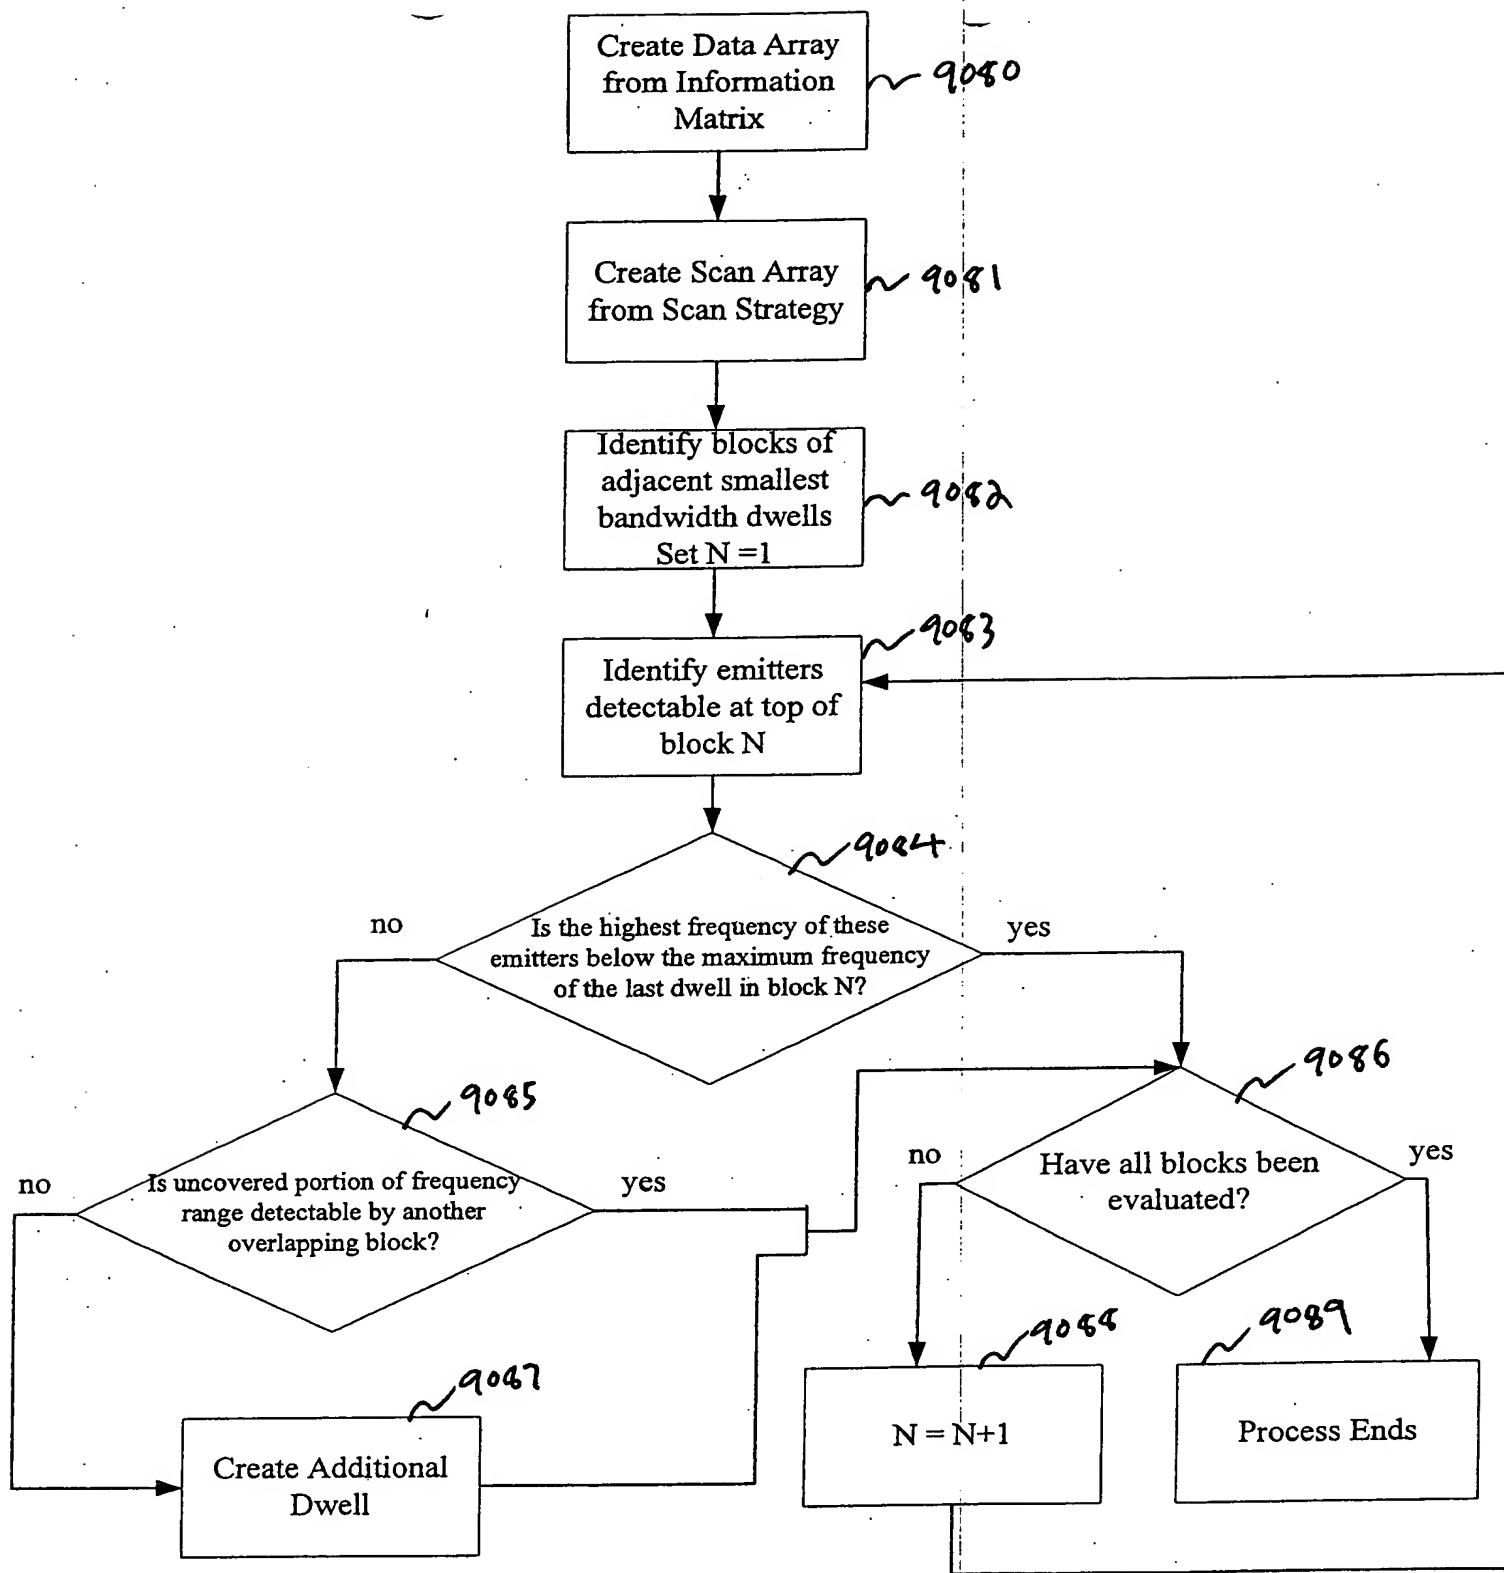 Create Data Array
from Information
Matrix
9080
Create Scan Array
from Scan Strategy
9081
Identify blocks of
adjacent smallest
bandwidth dwells
Set N =1
9082
Identify emitters
detectable at top of
block N
9083
Is the highest frequency of these
emitters below the maximum frequency
of the last dwell in block N?
9084
no
yes
Is uncovered portion of frequency
range detectable by another
overlapping block?
9085
no
yes
Have all blocks been
evaluated?
9086
no
yes
Create Additional
Dwell
9087
N = N+1
9088
Process Ends
9089